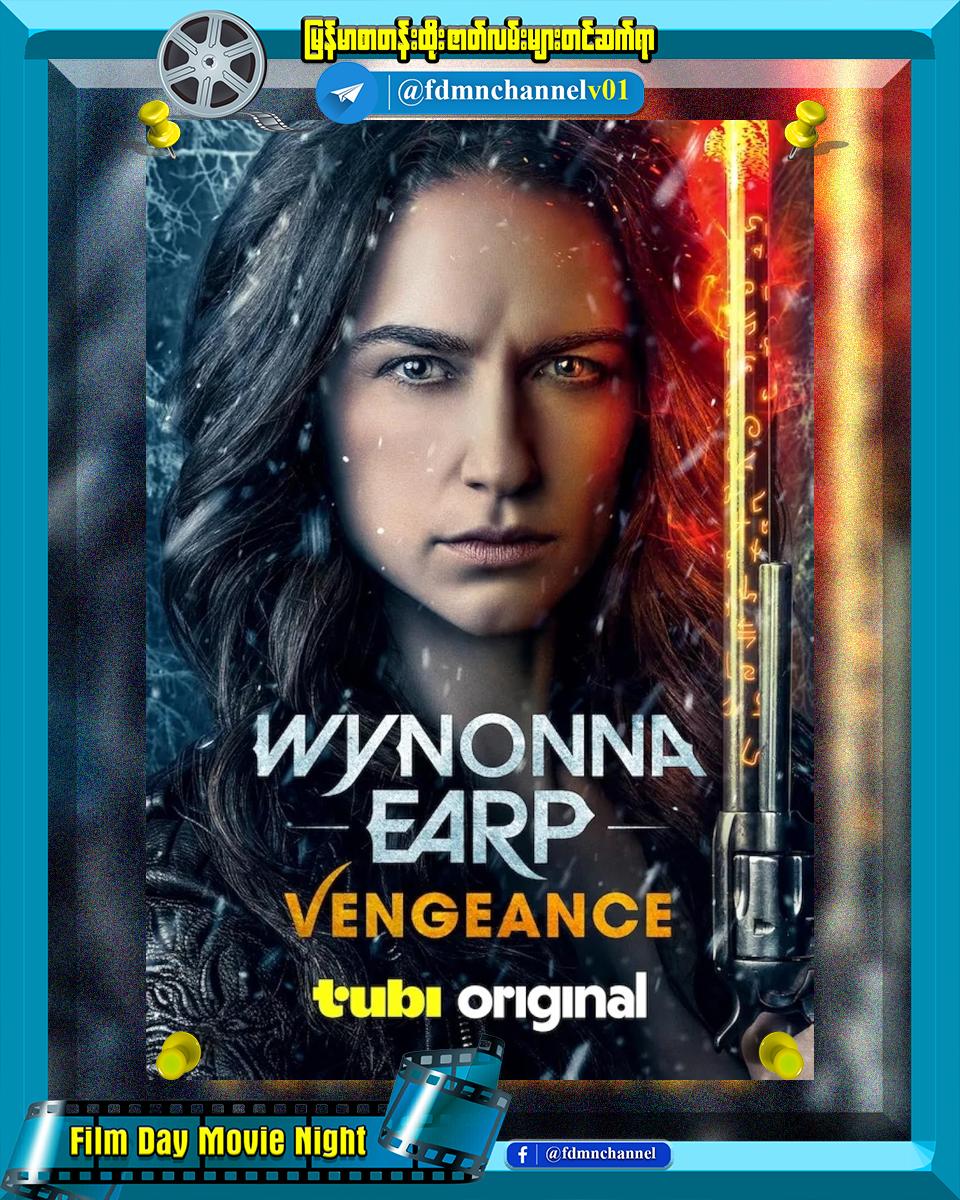 မြန်မာစာတန်းထိုးဇာတ်လမ်းများတင်ဆက်ရာ
@fdmnchannelv01
WYNONNA
EARP
VENGEANCE
tubi original
Film Day Movie Night
@fdmnchannel